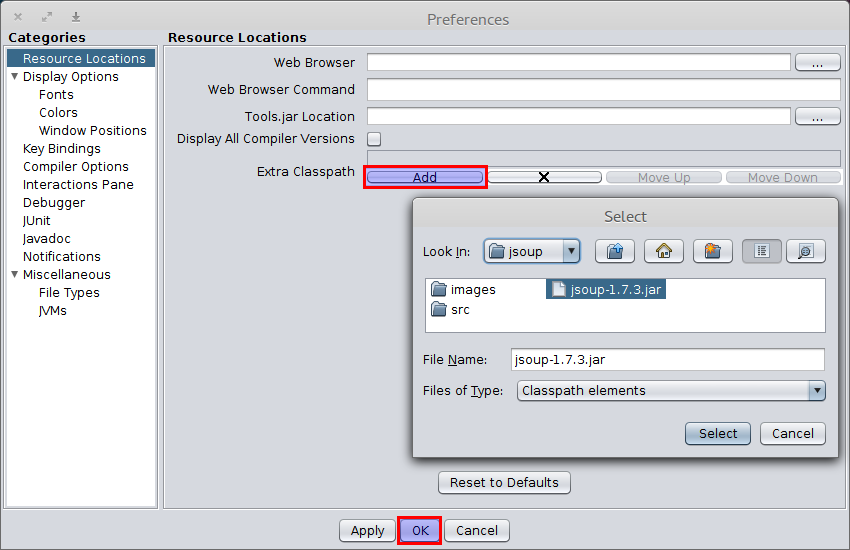 Preferences
Categories
Resource Locations
Display Options
Fonts
Colors
Window Positions
Key Bindings
Compiler Options
Interactions Pane
Debugger
JUnit
Javadoc
Notifications
Miscellaneous
File Types
JVMs
Resource Locations
Web Browser
...
Web Browser Command
Tools.jar Location
...
Display All Compiler Versions
Extra Classpath
Add X Move Up Move Down
Select
Look In: jsoup
images jsoup-1.7.3.jar
src
File Name: jsoup-1.7.3.jar
Files of Type: Classpath elements
Select Cancel
Reset to Defaults
Apply OK Cancel